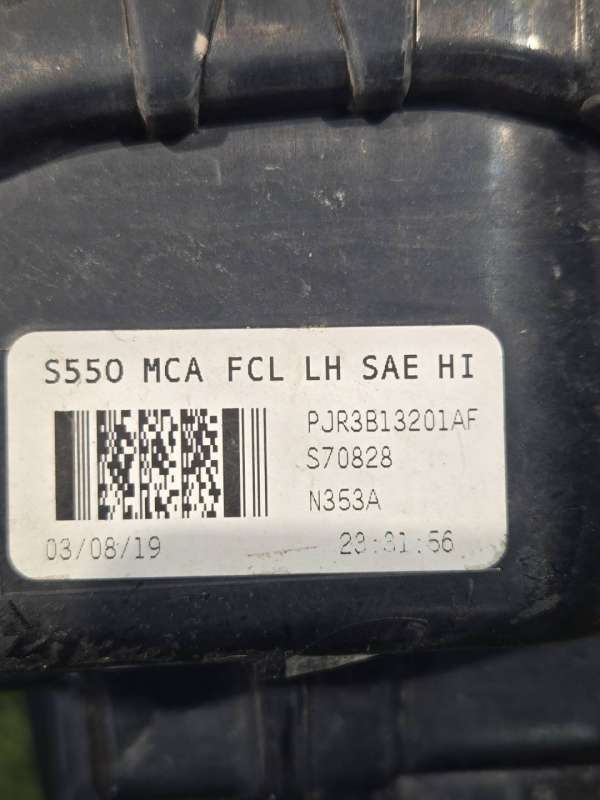 S550 MCA FCL LH SAE HI
PJR3B13201AF
S70828
N353A
03/08/19 23:31:56